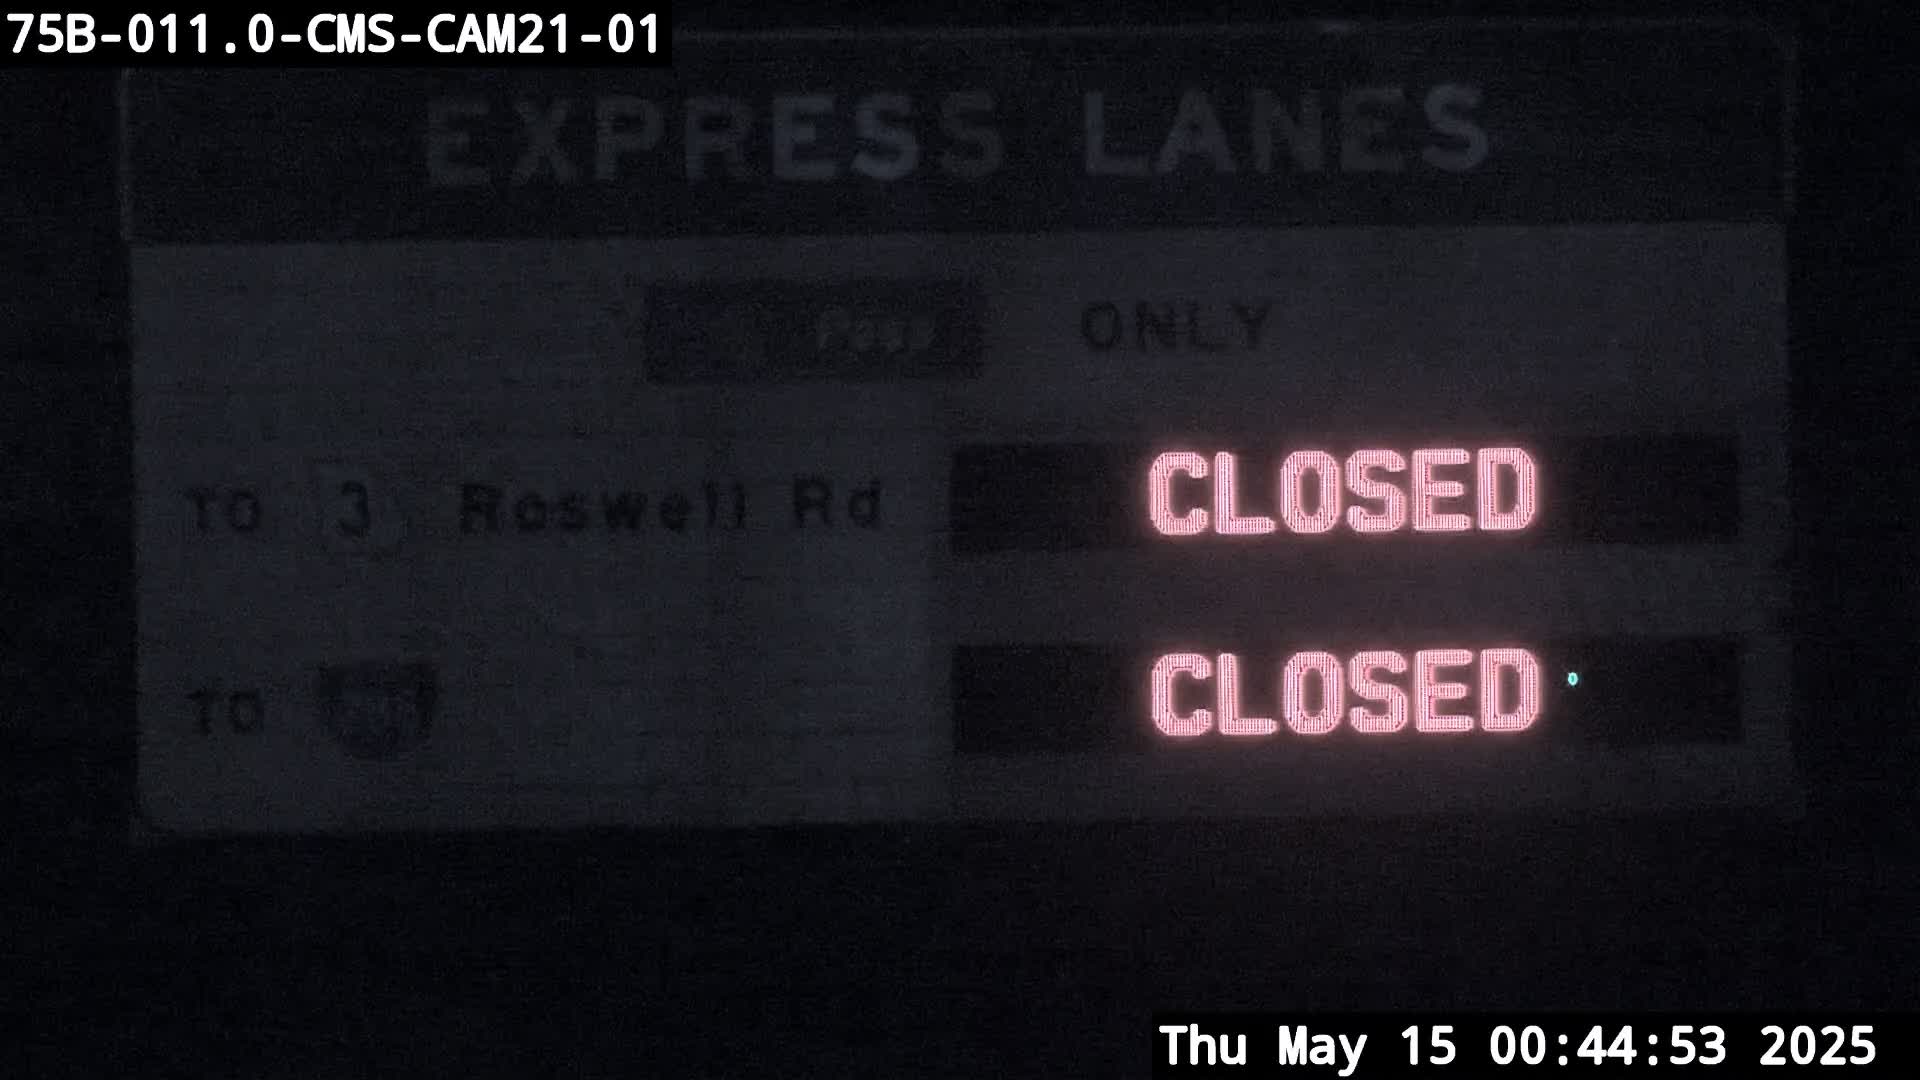 75B-011.0-CMS-CAM21-01
EXPRESS LANES
Pass ONLY
TO 3 Roswell Rd CLOSED
TO CLOSED
Thu May 15 00:44:53 2025